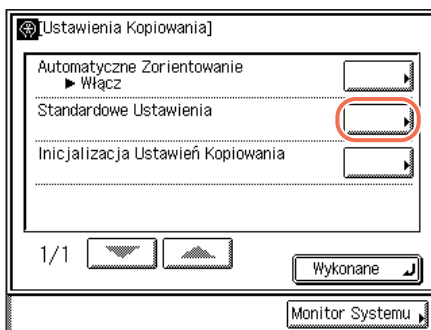 [Ustawienia Kopiowania]
Automatyczne Zorientowanie
► Włącz
Standardowe Ustawienia
Inicjalizacja Ustawień Kopiowania
1/1
Wykonane
Monitor Systemu